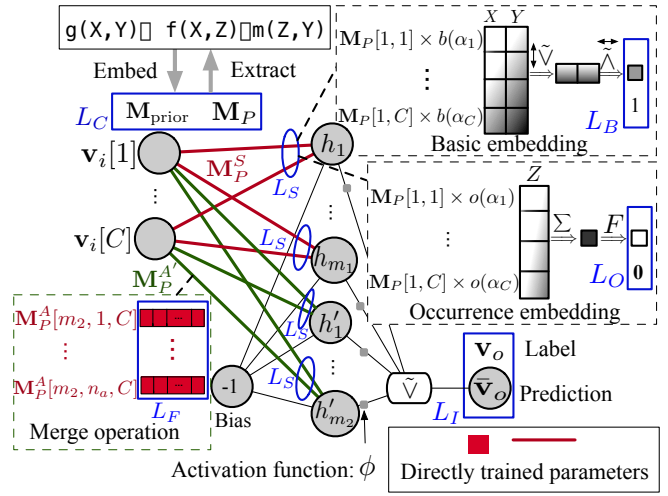 g(X,Y)▯ f(X,Z)▯m(Z,Y)
Embed
Extract
L_C
M_prior M_P
v_i[1]
⋮
v_i[C]
M_P^S
M_P^{A'}
L_S
L_S
L_S
L_S
h_1
⋮
h_{m_1}
h'_1
⋮
h'_{m_2}
-1
Bias
X Y
M_P[1, 1] × b(α_1)
⋮
M_P[1, C] × b(α_C)
∨̃
⇒
∧̃
⇒
1
L_B
Basic embedding
Z
M_P[1, 1] × o(α_1)
⋮
M_P[1, C] × o(α_C)
Σ
⇒
F
⇒
0
L_O
Occurrence embedding
M_P^A[m_2, 1, C]
...
⋮
⋮
M_P^A[m_2, n_a, C]
...
L_F
Merge operation
∨̃
L_I
v_o
Label
v̄_o
Prediction
Activation function: ϕ
Directly trained parameters